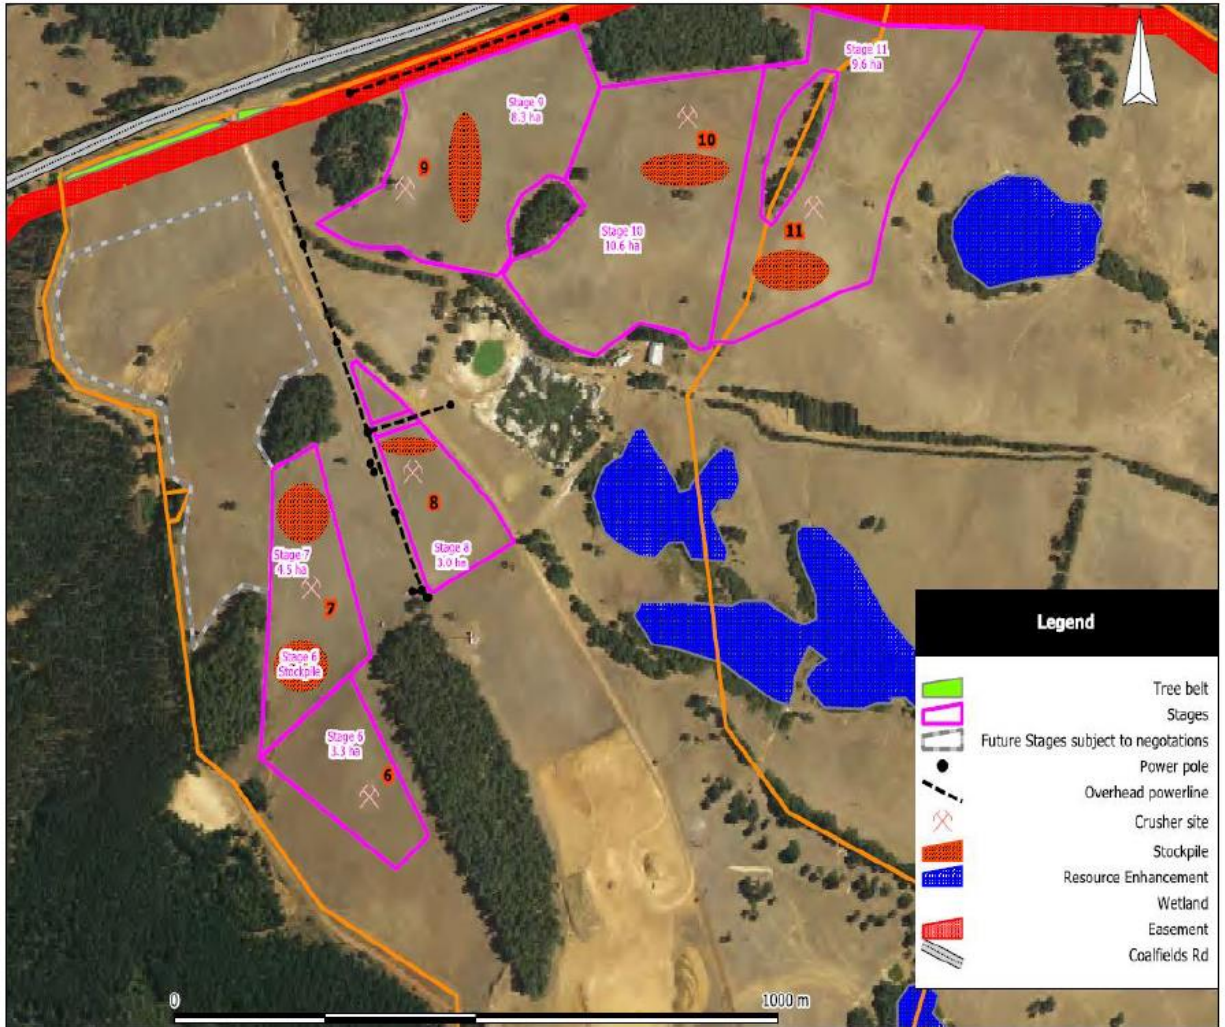 Stage 11
9.6 ha
Stage 9
8.3 ha
10
9
Stage 10
10.6 ha
11
8
Stage 8
3.0 ha
Stage 7
4.5 ha
7
Stage 6
Stockpile
Stage 6
3.3 ha
6
Legend
Tree belt
Stages
Future Stages subject to negotations
Power pole
Overhead powerline
Crusher site
Stockpile
Resource Enhancement
Wetland
Easement
Coalfields Rd
0
1000 m